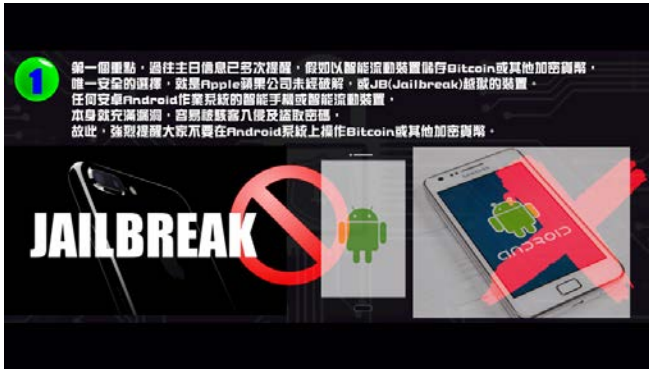 1
第一個重點，過往主日信息已多次提醒，假如以智能流動裝置儲存Bitcoin或其他加密貨幣，
唯一安全的選擇，就是Apple蘋果公司未經破解，或JB(Jailbreak)越獄的裝置。
任何安卓Android作業系統的智能手機或智能流動裝置，
本身就充滿漏洞，容易被駭客入侵及盜取密碼，
故此，強烈提醒大家不要在Android系統上操作Bitcoin或其他加密貨幣。
JAILBREAK
SAMSUNG
ANDROID